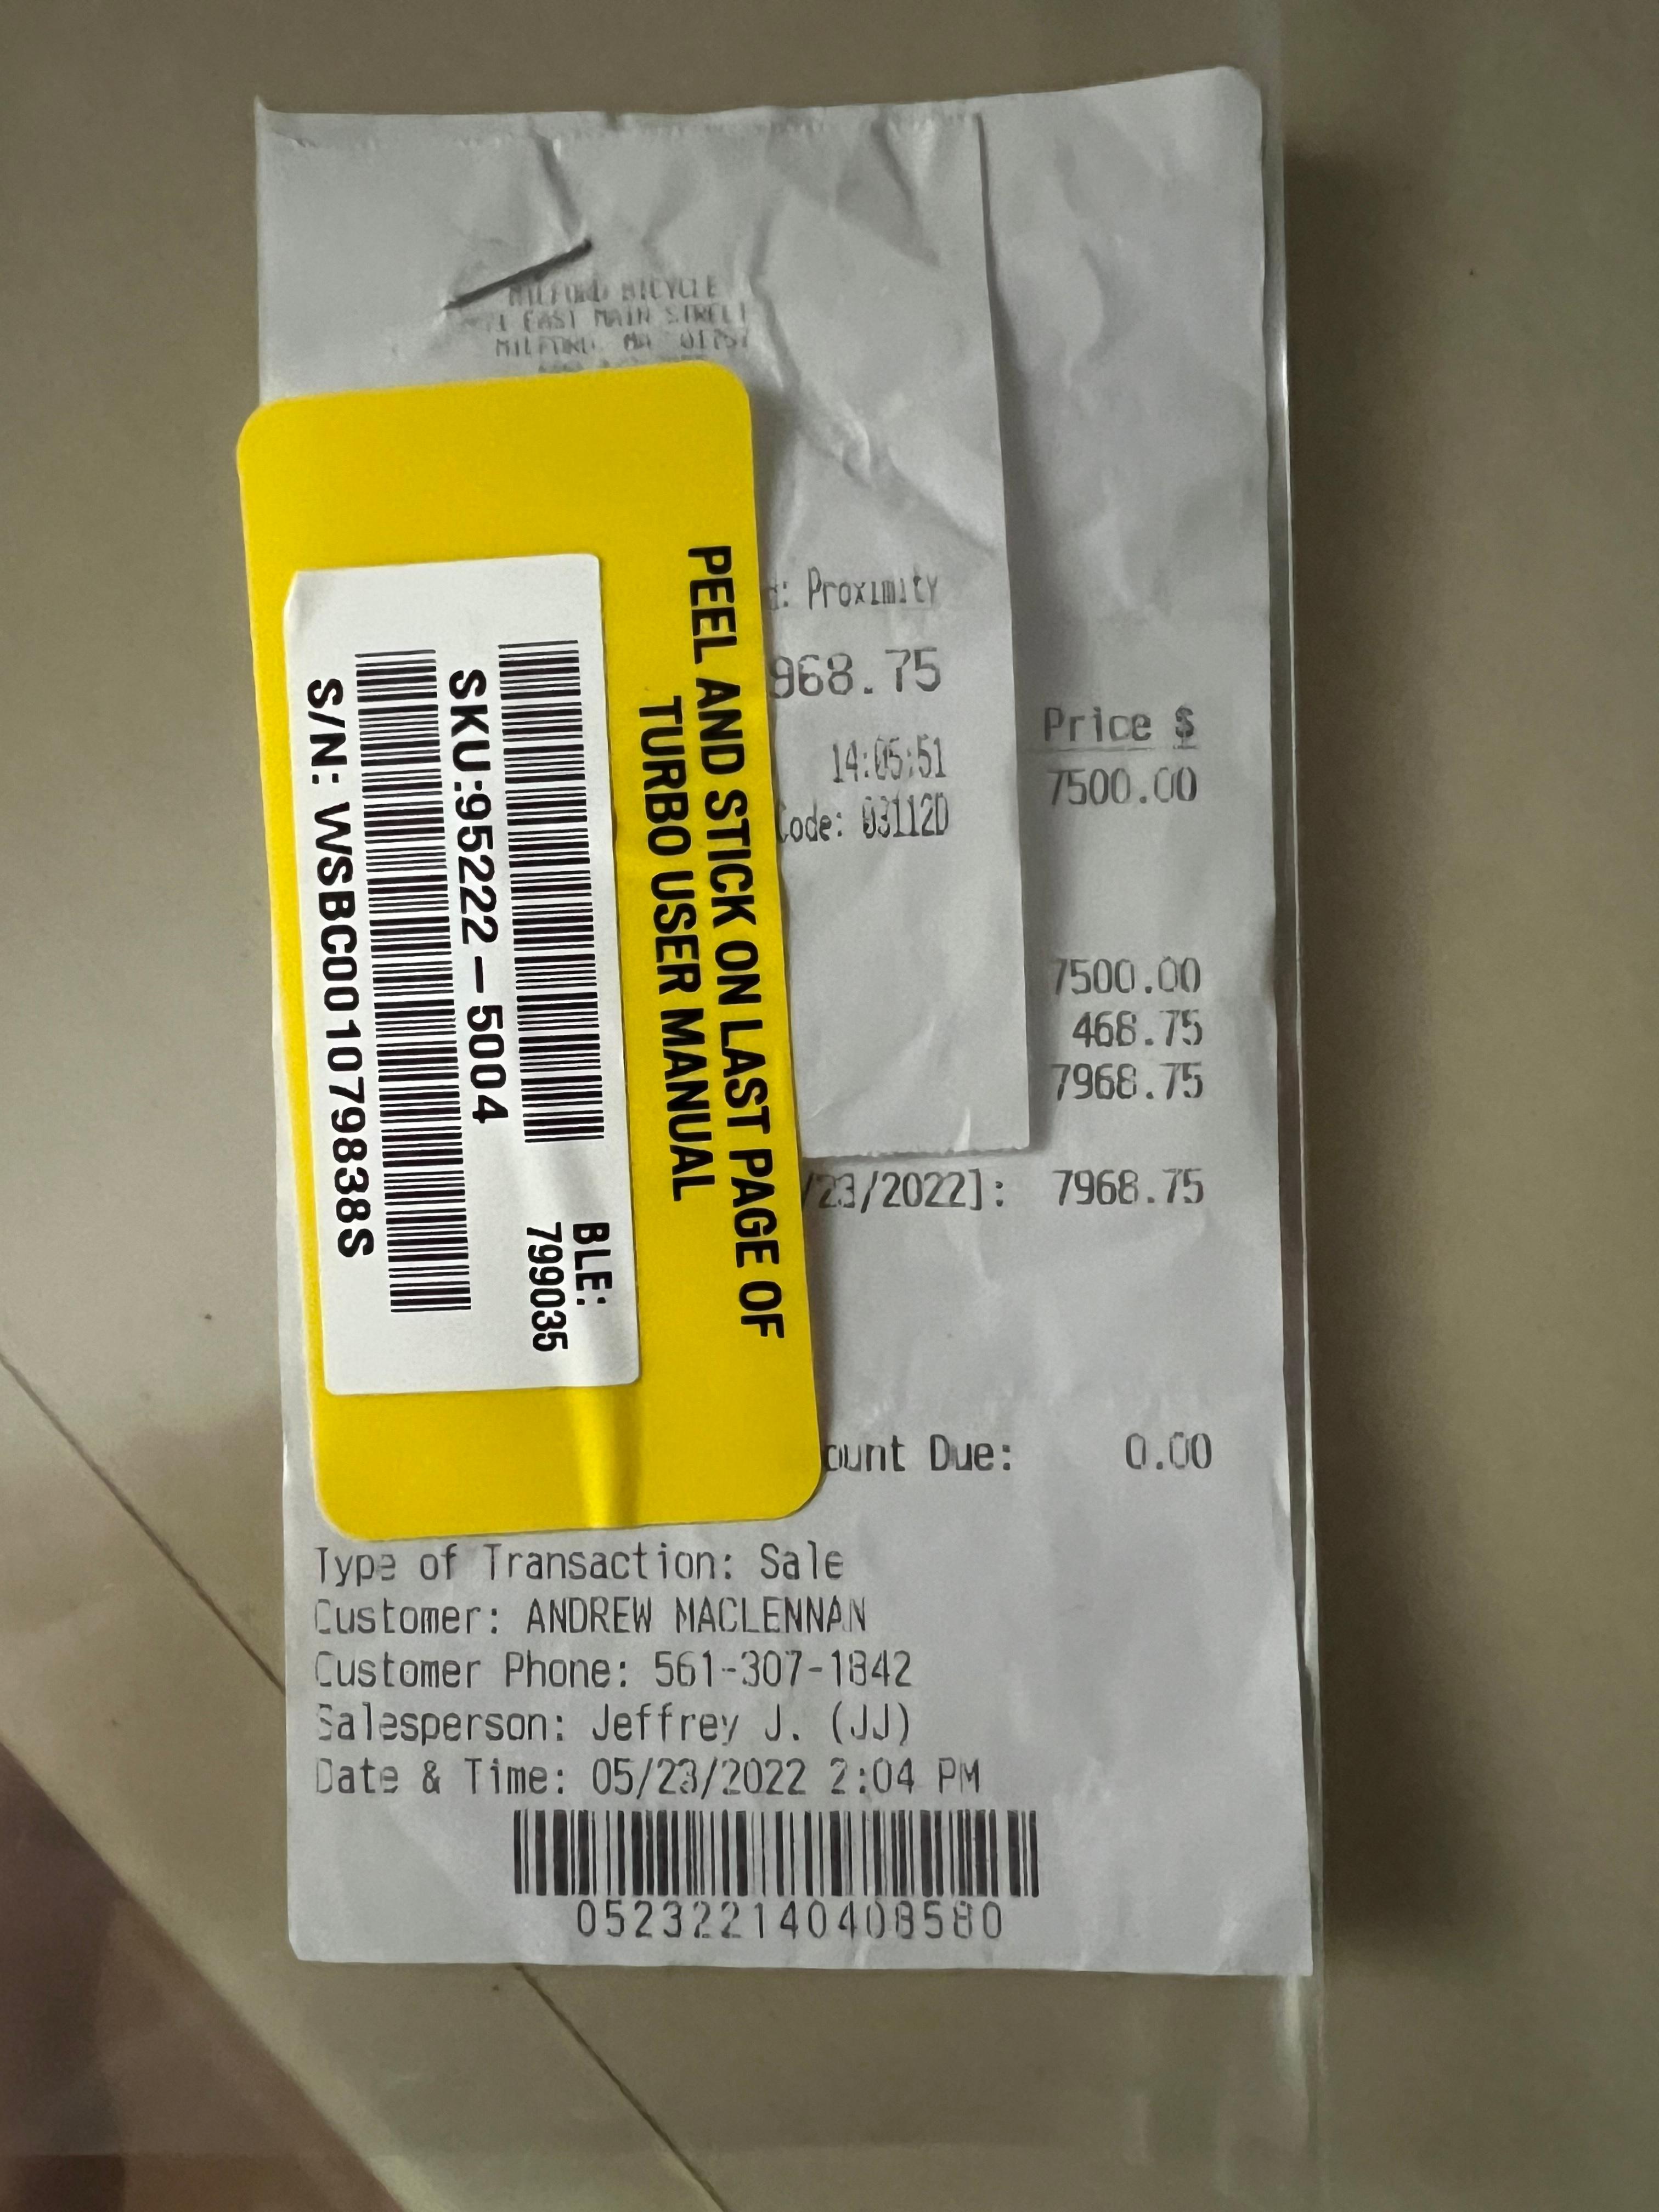 MILFORD BICYCLE
EAST MAIN STREET
MILFORD, MA 01757
: Proximity
968.75
14:05:51
Code: 03112D
Price $
7500.00
7500.00
468.75
7968.75
/23/2022]: 7968.75
ount Due: 0.00
Type of Transaction: Sale
Customer: ANDREW MACLENNAN
Customer Phone: 561-307-1842
Salesperson: Jeffrey J. (JJ)
Date & Time: 05/23/2022 2:04 PM
052322140408580
PEEL AND STICK ON LAST PAGE OF
TURBO USER MANUAL
BLE:
799035
SKU:95222-5004
S/N: WSBC001079838S